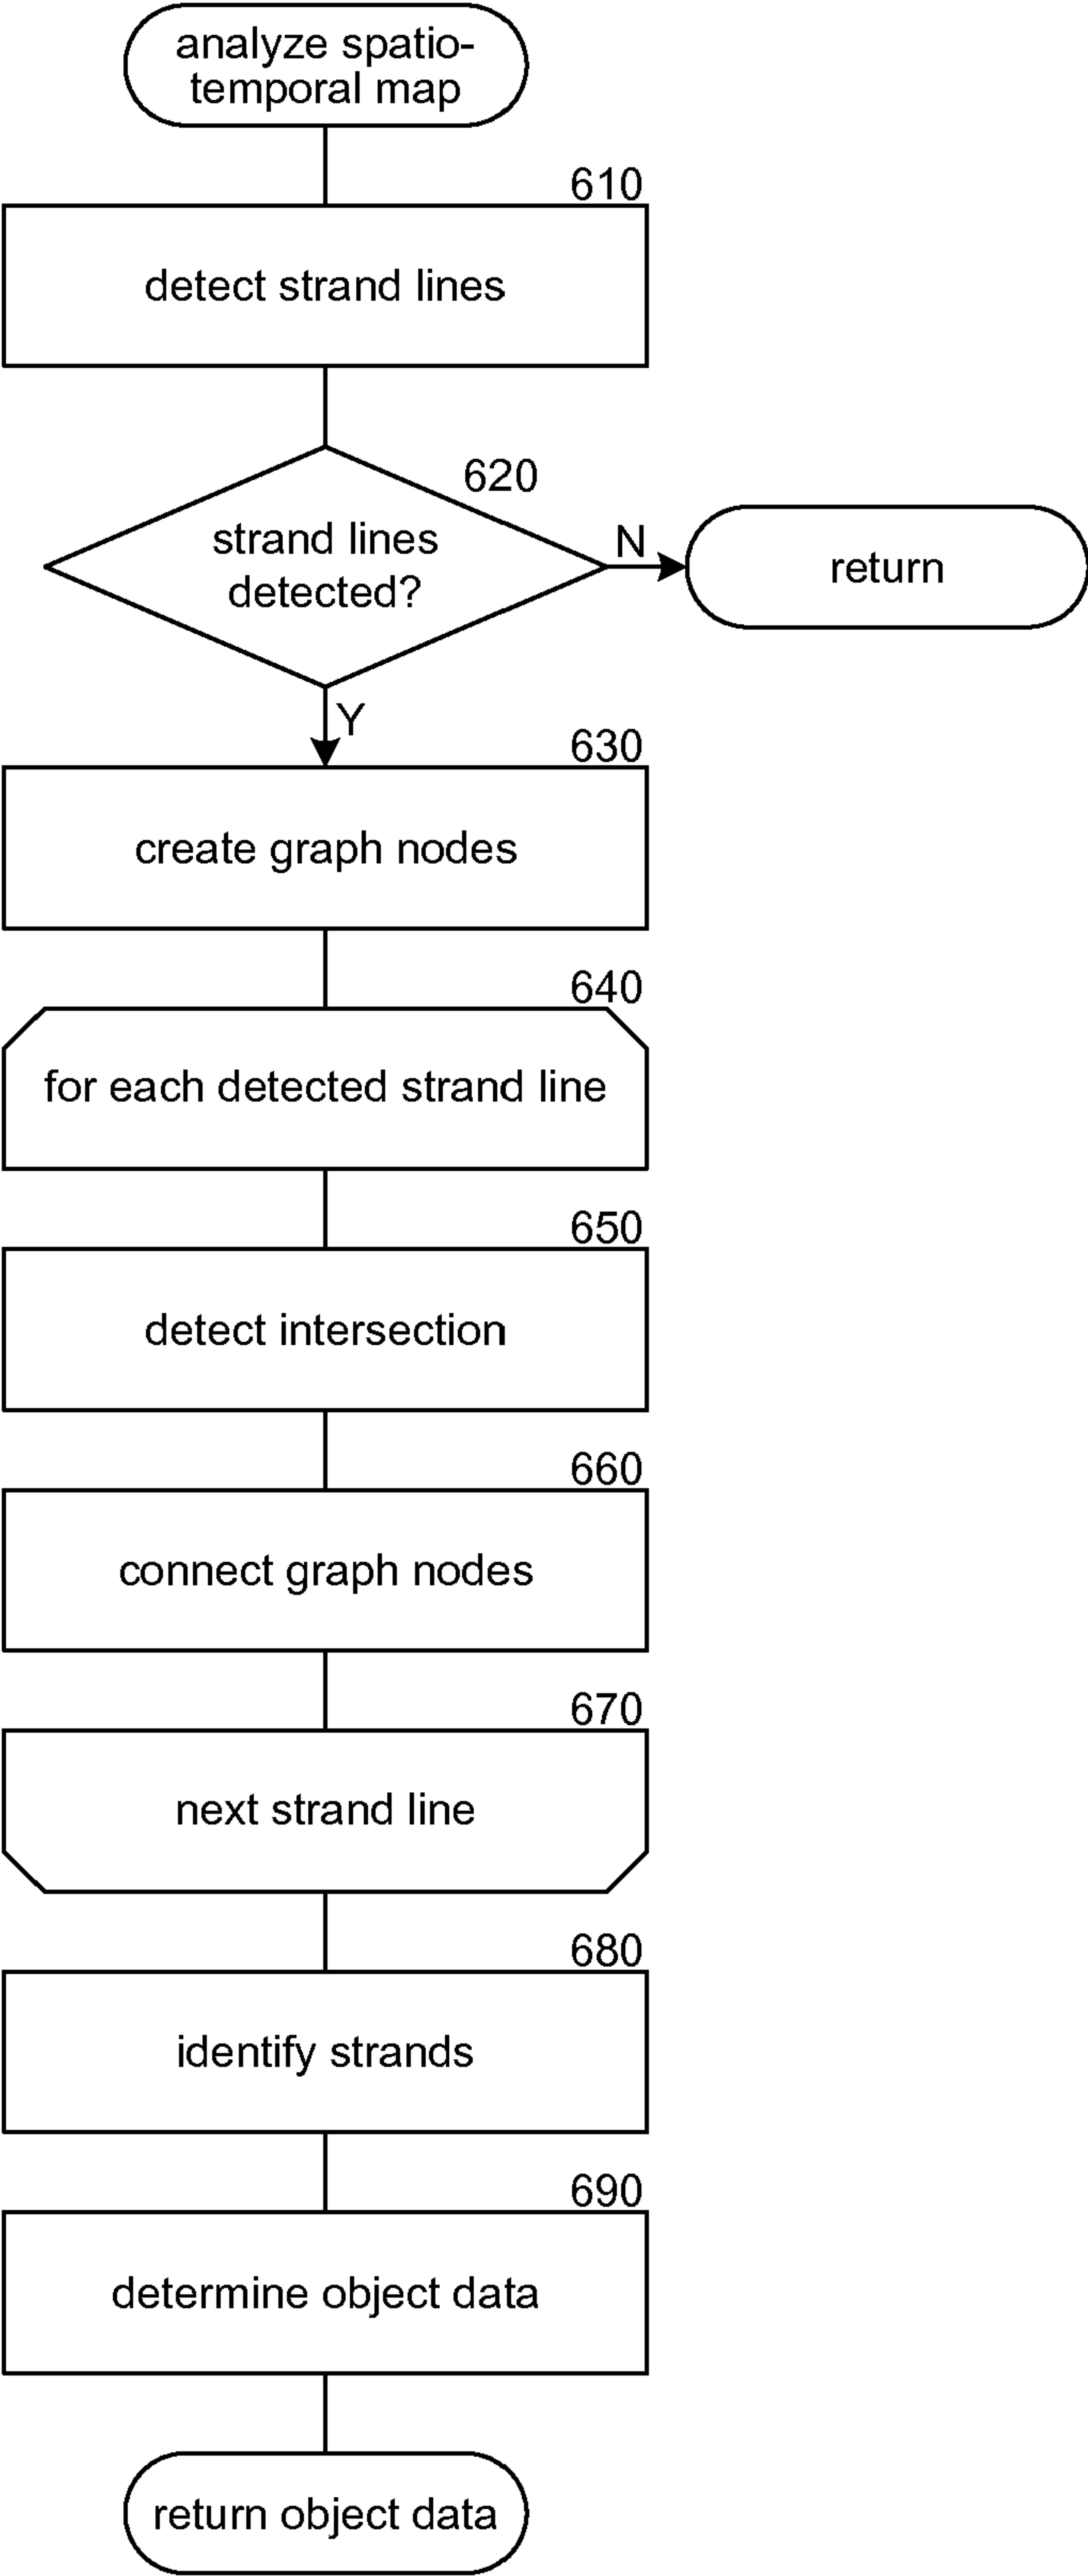 analyze spatio-
temporal map
610
detect strand lines
620
strand lines
detected?
N
return
Y
630
create graph nodes
640
for each detected strand line
650
detect intersection
660
connect graph nodes
670
next strand line
680
identify strands
690
determine object data
return object data